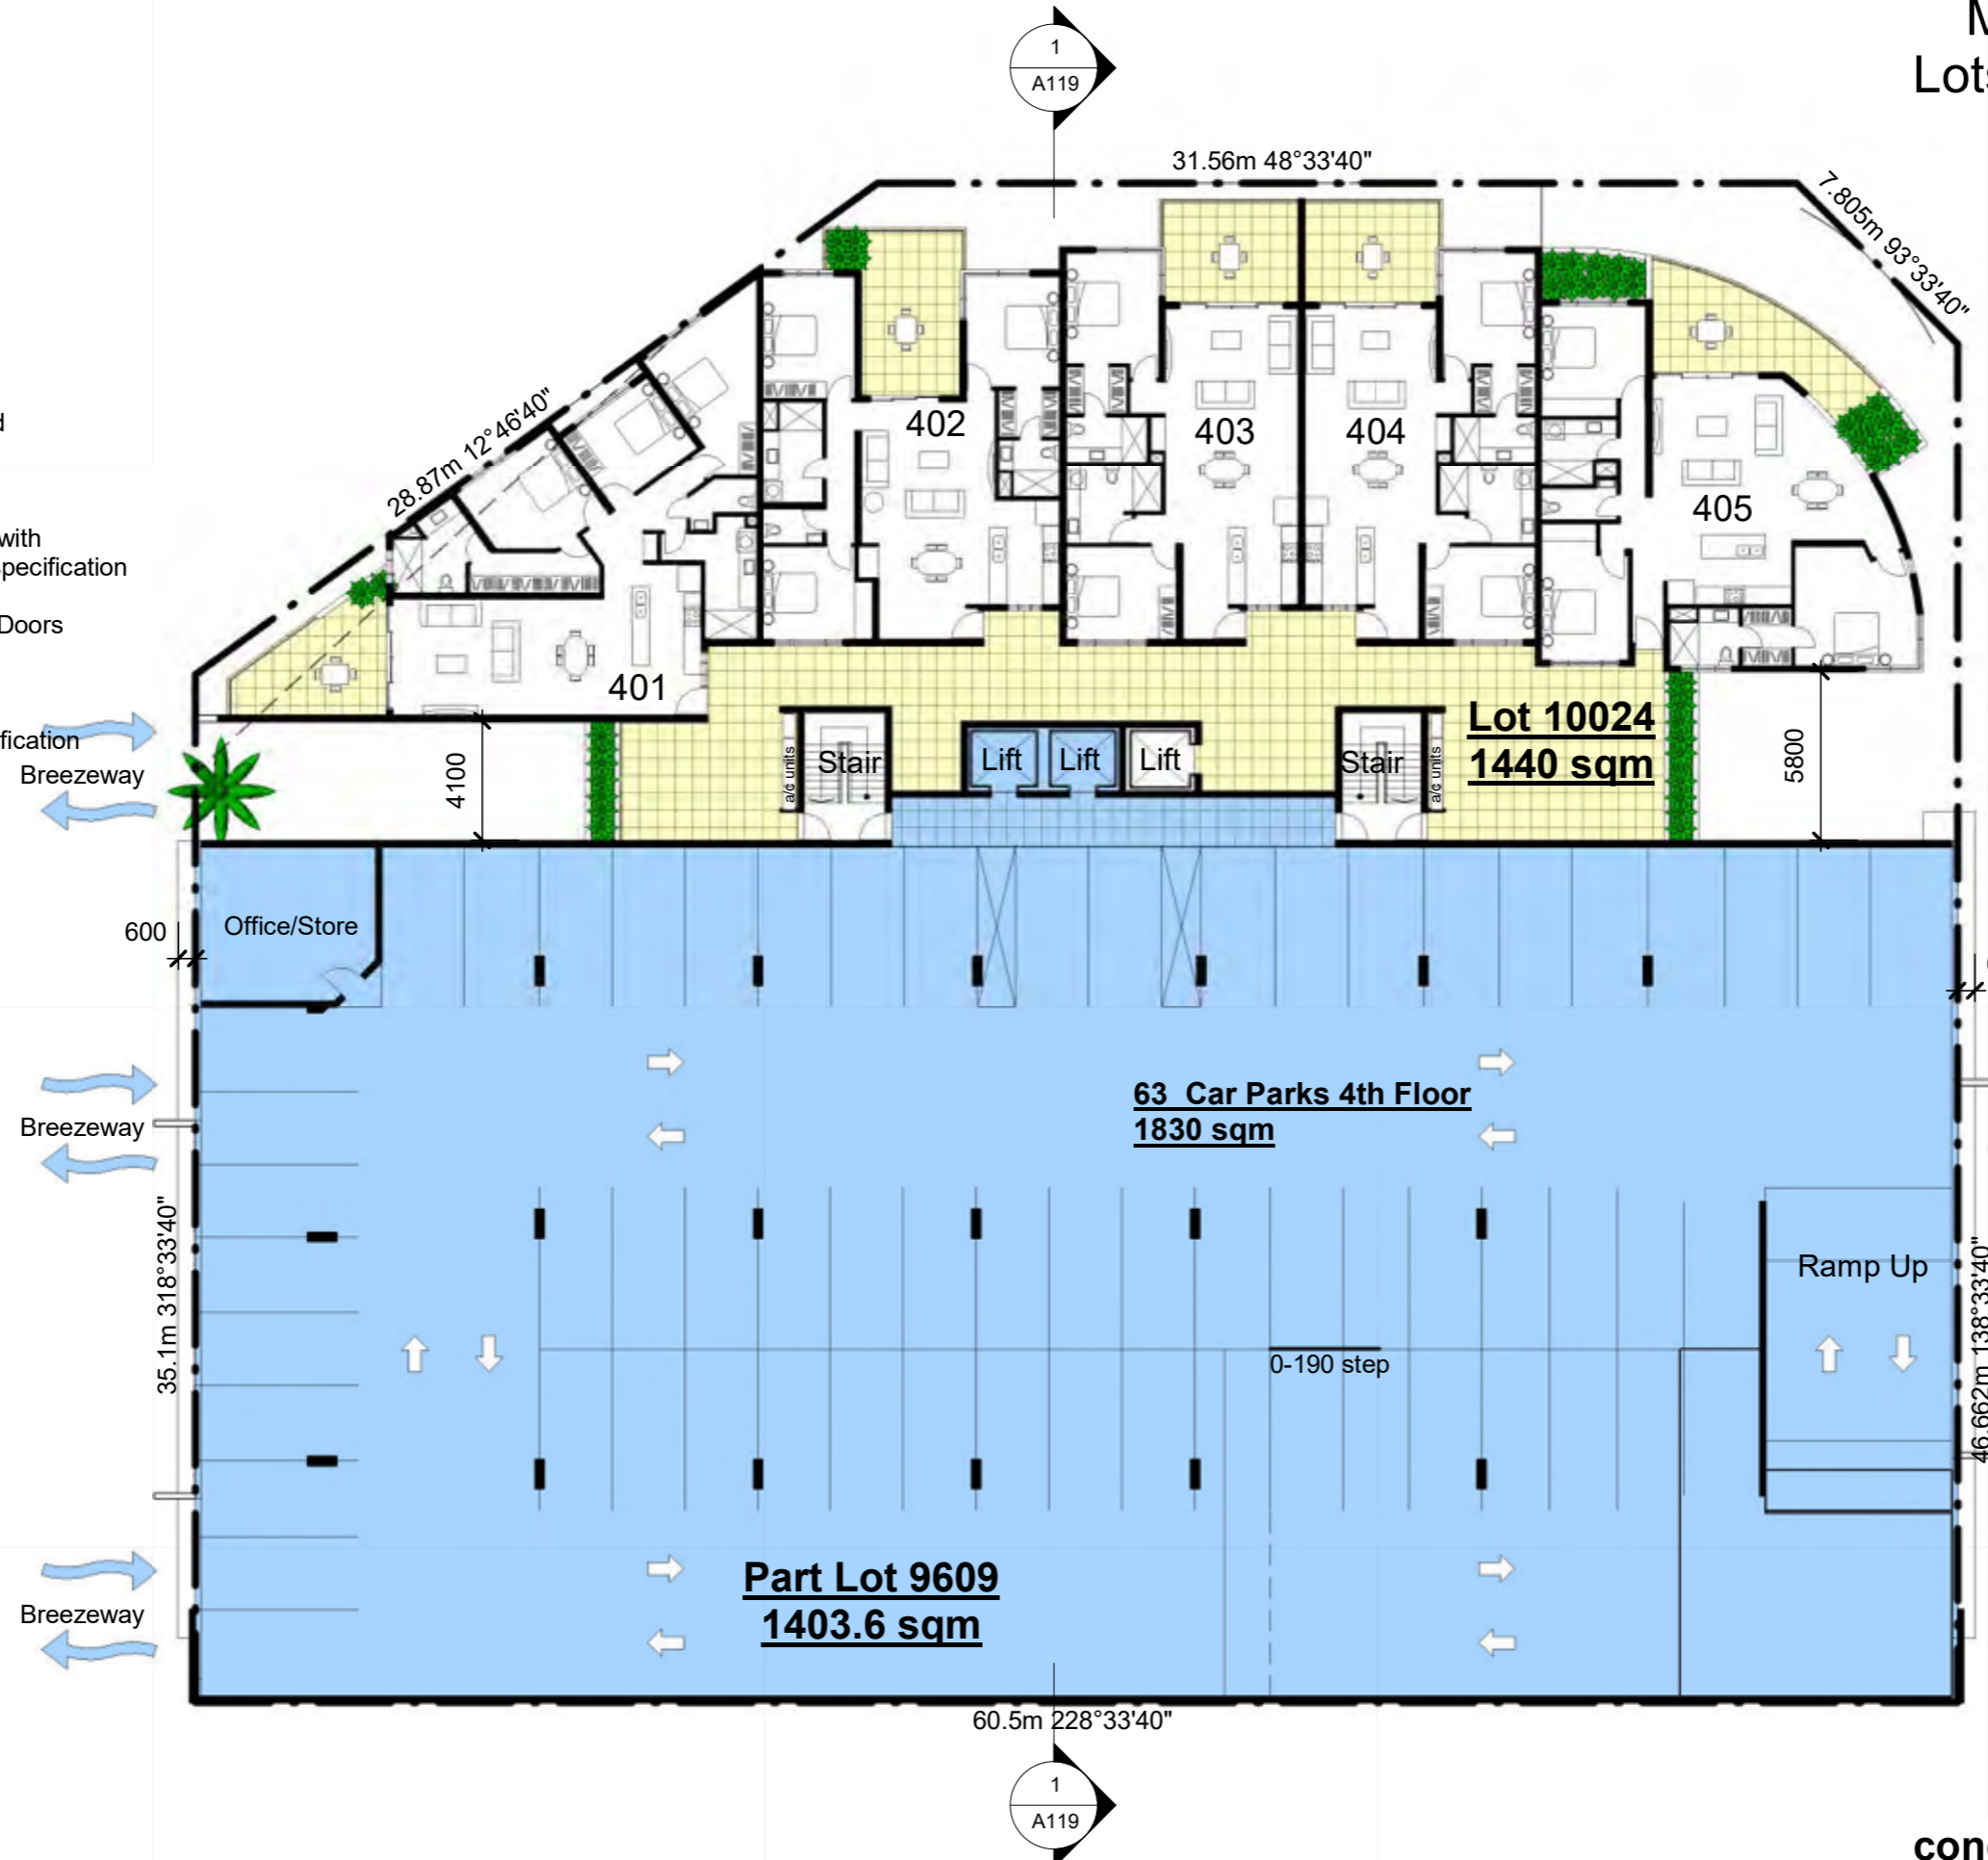 1
A119
M
Lots
31.56m 48°33'40"
7.805m 93°33'40"
28.87m 12°46'40"
d
with
specification
Doors
fication
Breezeway
401
402
403
404
405
4100
a/c units
Stair
Lift
Lift
Lift
Stair
a/c units
Lot 10024
1440 sqm
5800
600
Office/Store
63 Car Parks 4th Floor
1830 sqm
Breezeway
35.1m 318°33'40"
Ramp Up
46.662m 138°33'40"
0-190 step
Part Lot 9609
1403.6 sqm
Breezeway
60.5m 228°33'40"
1
A119
con